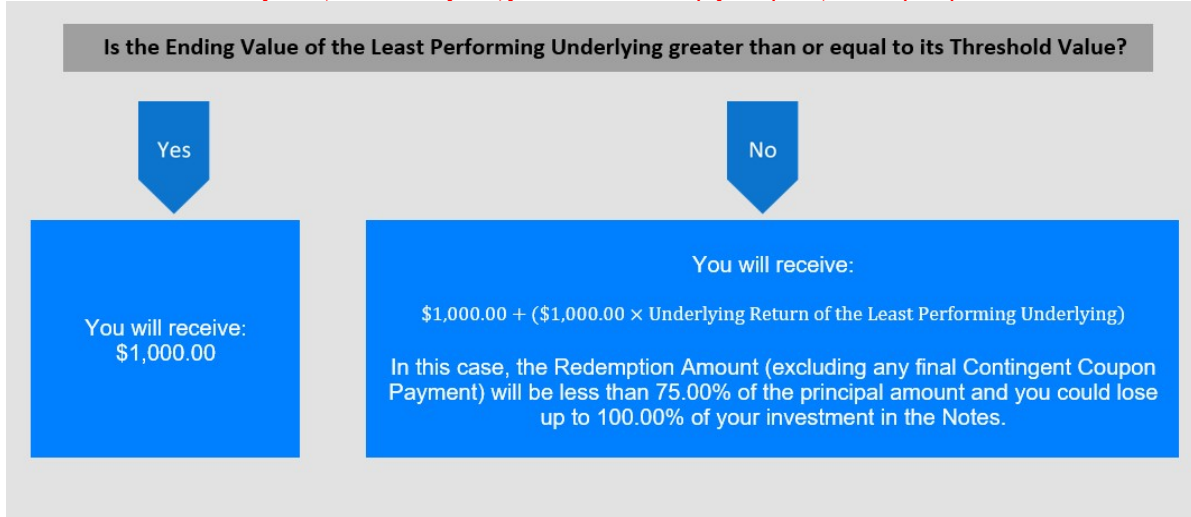 Is the Ending Value of the Least Performing Underlying greater than or equal to its Threshold Value?
Yes
No
You will receive:
$1,000.00
You will receive:
$1,000.00 + ($1,000.00 × Underlying Return of the Least Performing Underlying)
In this case, the Redemption Amount (excluding any final Contingent Coupon
Payment) will be less than 75.00% of the principal amount and you could lose
up to 100.00% of your investment in the Notes.